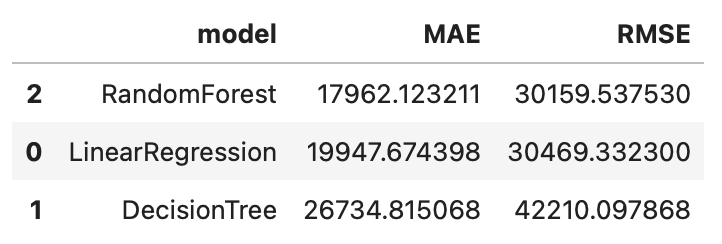 model MAE RMSE
2 RandomForest 17962.123211 30159.537530
0 LinearRegression 19947.674398 30469.332300
1 DecisionTree 26734.815068 42210.097868